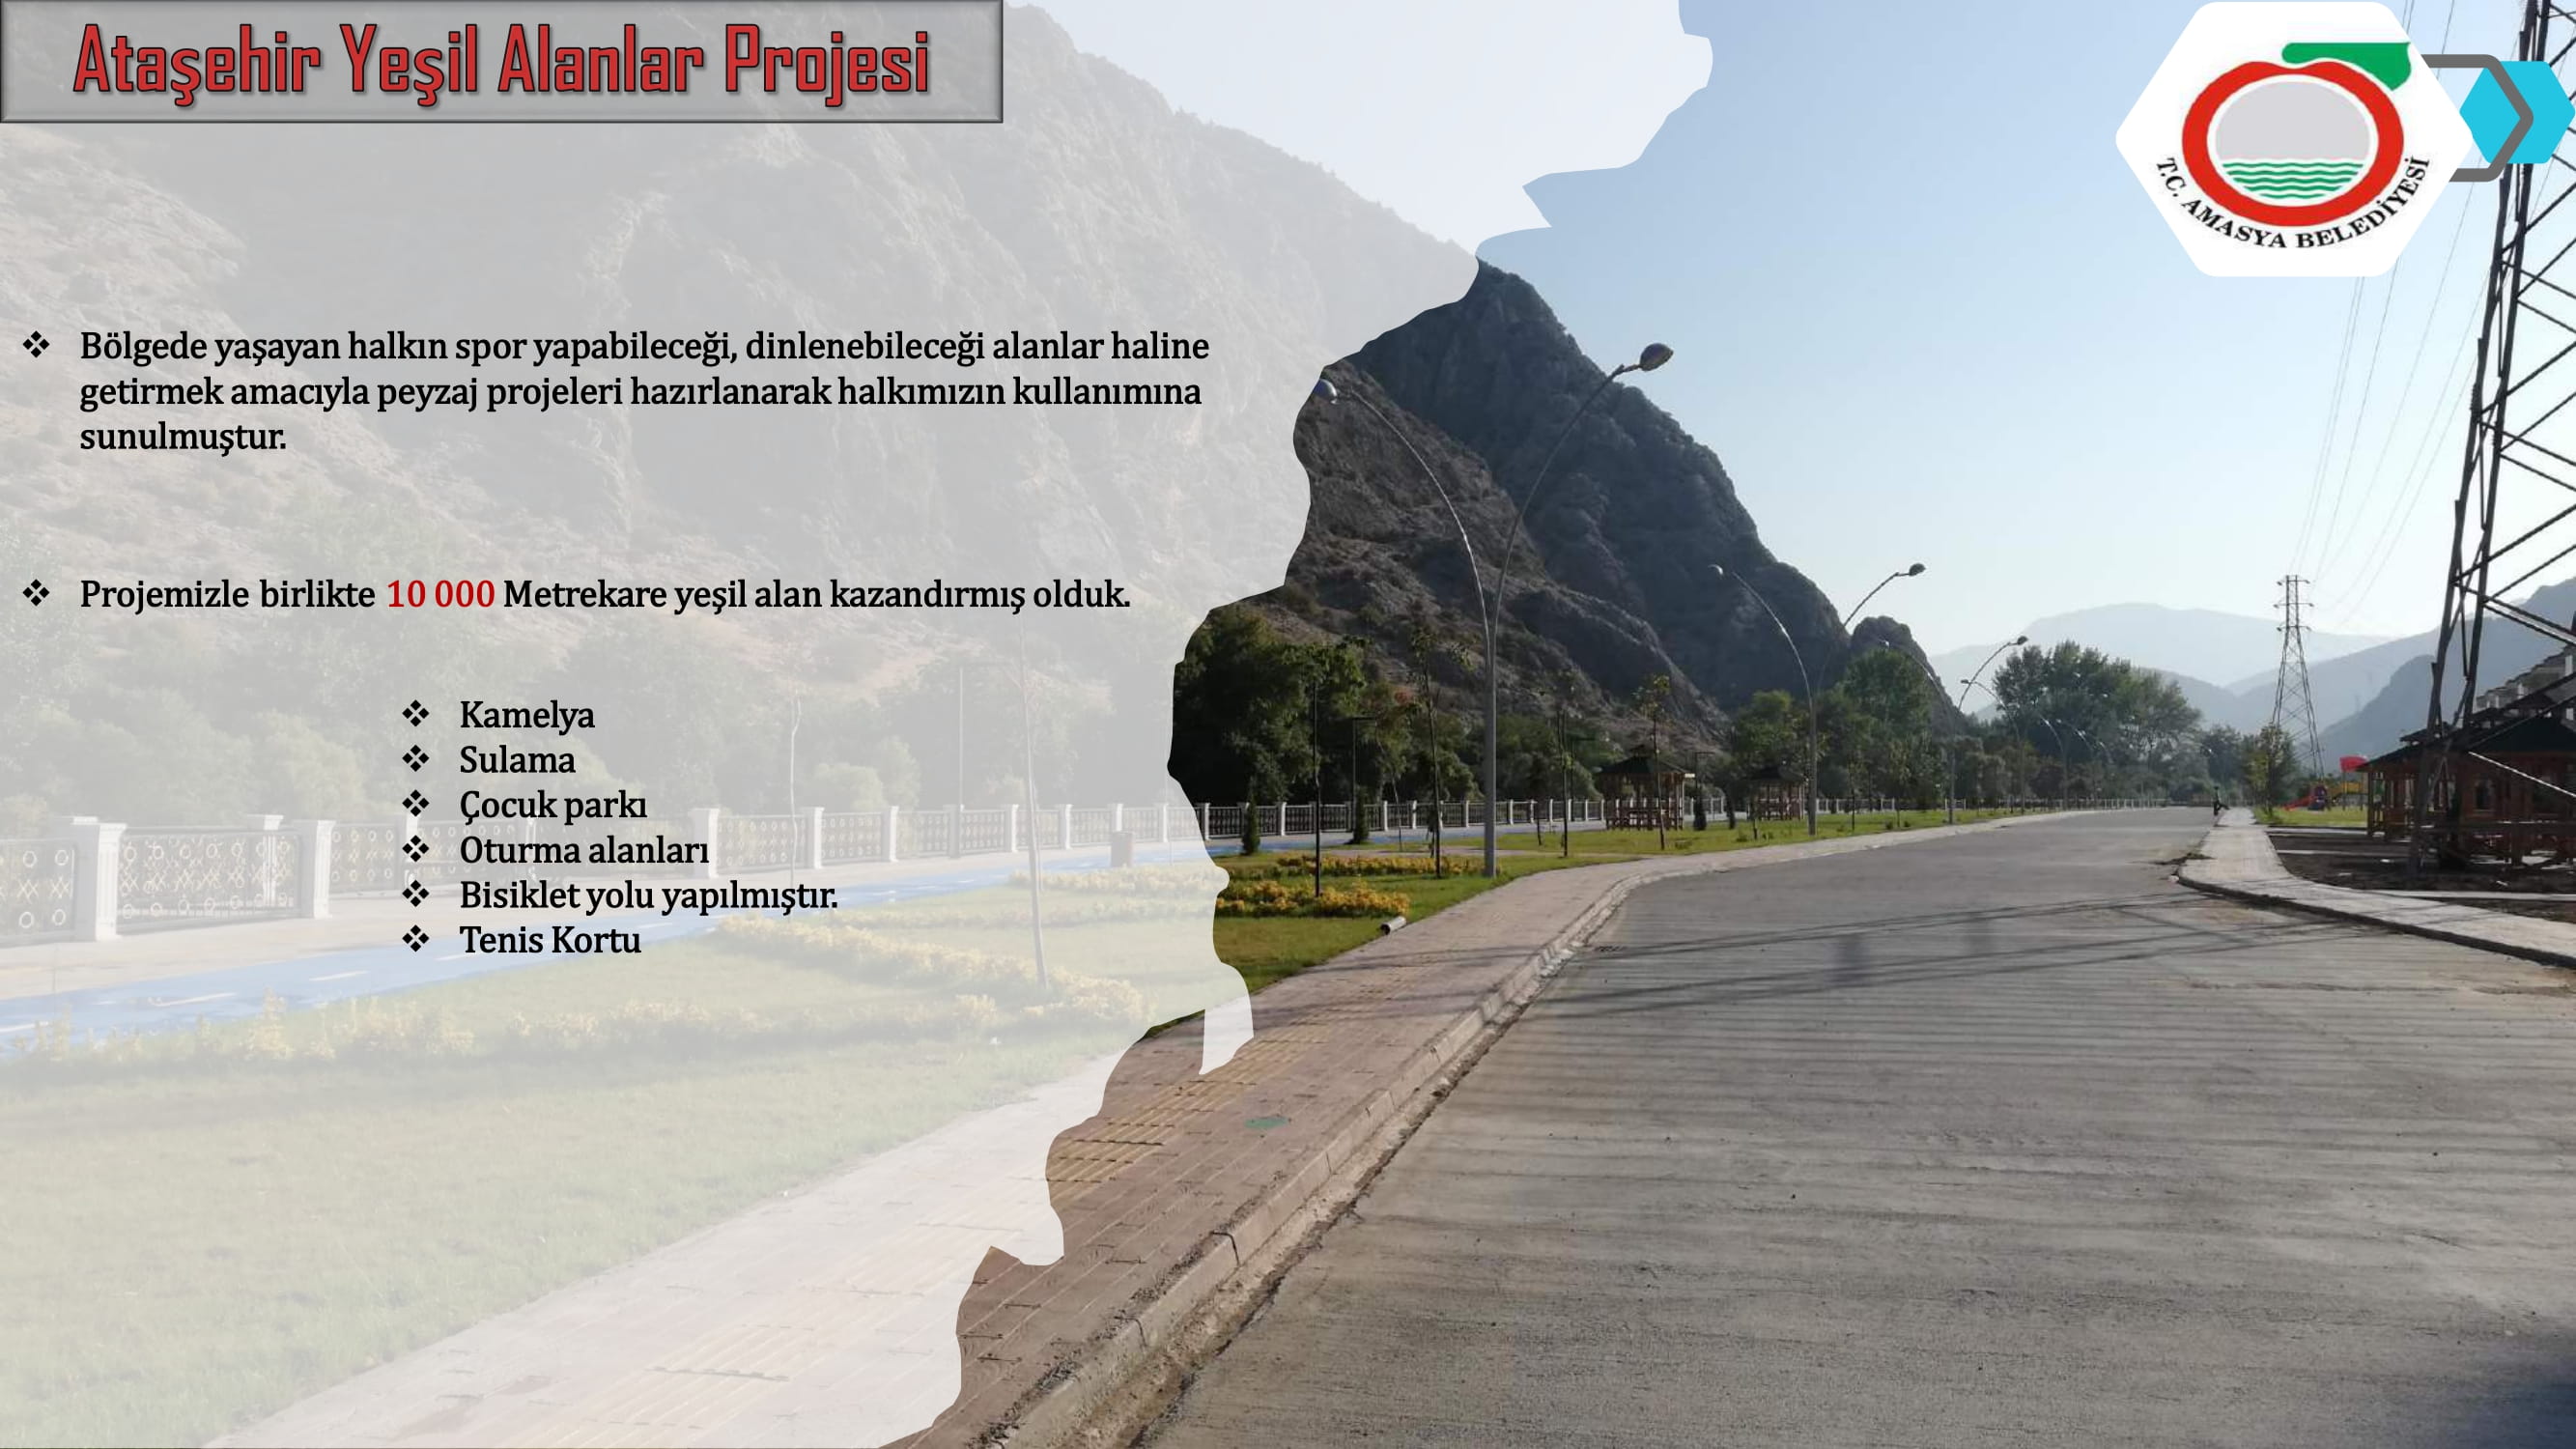 Ataşehir Yeşil Alanlar Projesi
T.C. AMASYA BELEDİYESİ
❖ Bölgede yaşayan halkın spor yapabileceği, dinlenebileceği alanlar haline
getirmek amacıyla peyzaj projeleri hazırlanarak halkımızın kullanımına
sunulmuştur.
❖ Projemizle birlikte 10 000 Metrekare yeşil alan kazandırmış olduk.
❖ Kamelya
❖ Sulama
❖ Çocuk parkı
❖ Oturma alanları
❖ Bisiklet yolu yapılmıştır.
❖ Tenis Kortu